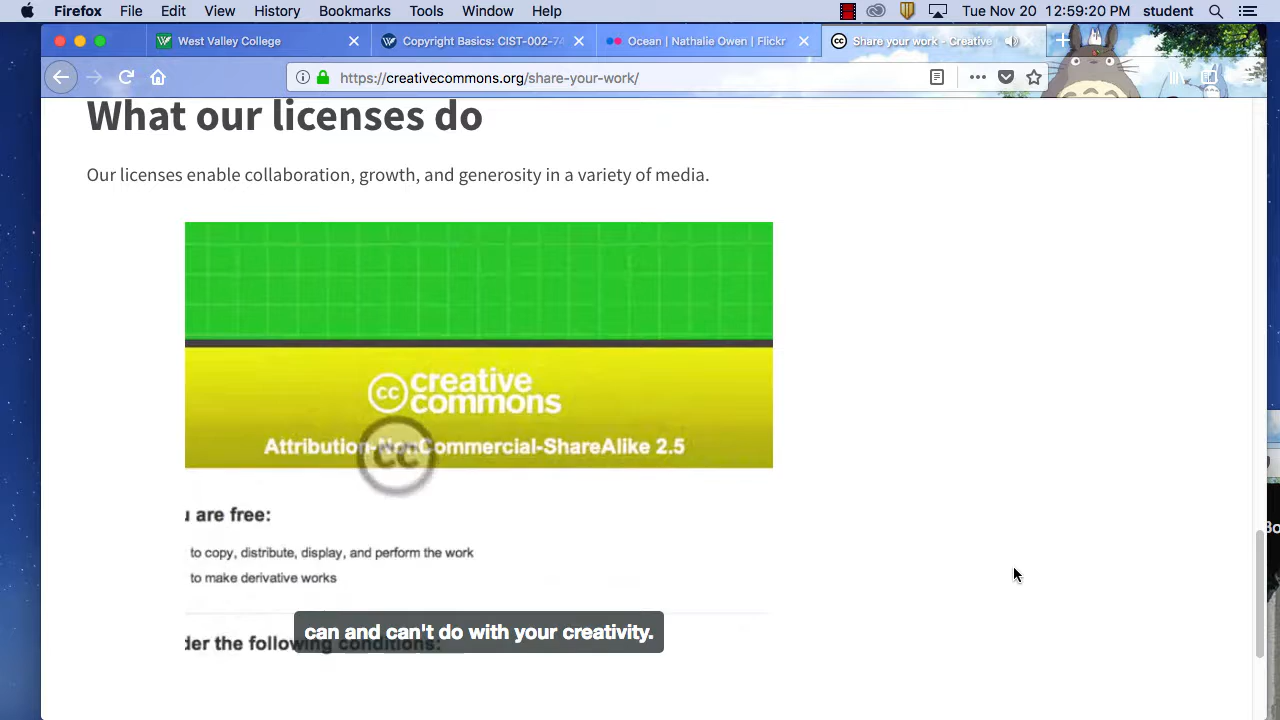 Firefox File Edit View History Bookmarks Tools Window Help Tue Nov 20 12:59:20 PM student
West Valley College Copyright Basics: CIST-002-74 Ocean | Nathalie Owen | Flickr Share your work - Creative
https://creativecommons.org/share-your-work/
What our licenses do
Our licenses enable collaboration, growth, and generosity in a variety of media.
cc creative commons
Attribution-NonCommercial-ShareAlike 2.5
cc
u are free:
to copy, distribute, display, and perform the work
to make derivative works
can and can't do with your creativity.
der the following conditions:
Bo